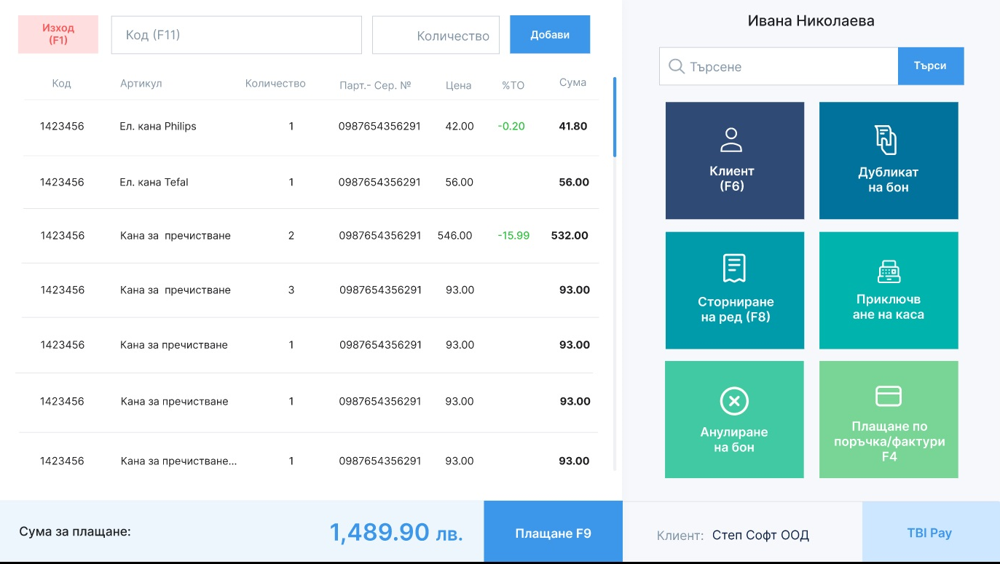 Изход
(F1)
Код (F11)
Количество
Добави
Код Артикул Количество Парт.- Сер. № Цена %ТО Сума
1423456 Ел. кана Philips 1 0987654356291 42.00 -0.20 41.80
1423456 Ел. кана Tefal 1 0987654356291 56.00 56.00
1423456 Кана за  пречистване 2 0987654356291 546.00 -15.99 532.00
1423456 Кана за  пречистване 3 0987654356291 93.00 93.00
1423456 Кана за пречистване 1 0987654356291 93.00 93.00
1423456 Кана за пречистване 1 0987654356291 93.00 93.00
1423456 Кана за пречистване... 1 0987654356291 93.00 93.00
Сума за плащане: 1,489.90 лв.
Плащане F9
Ивана Николаева
Търсене
Търси
Клиент
(F6)
Дубликат
на бон
Сторниране
на ред (F8)
Приключв
ане на каса
Анулиране
на бон
Плащане по
поръчка/фактури
F4
Клиент: Степ Софт ООД
TBI Pay